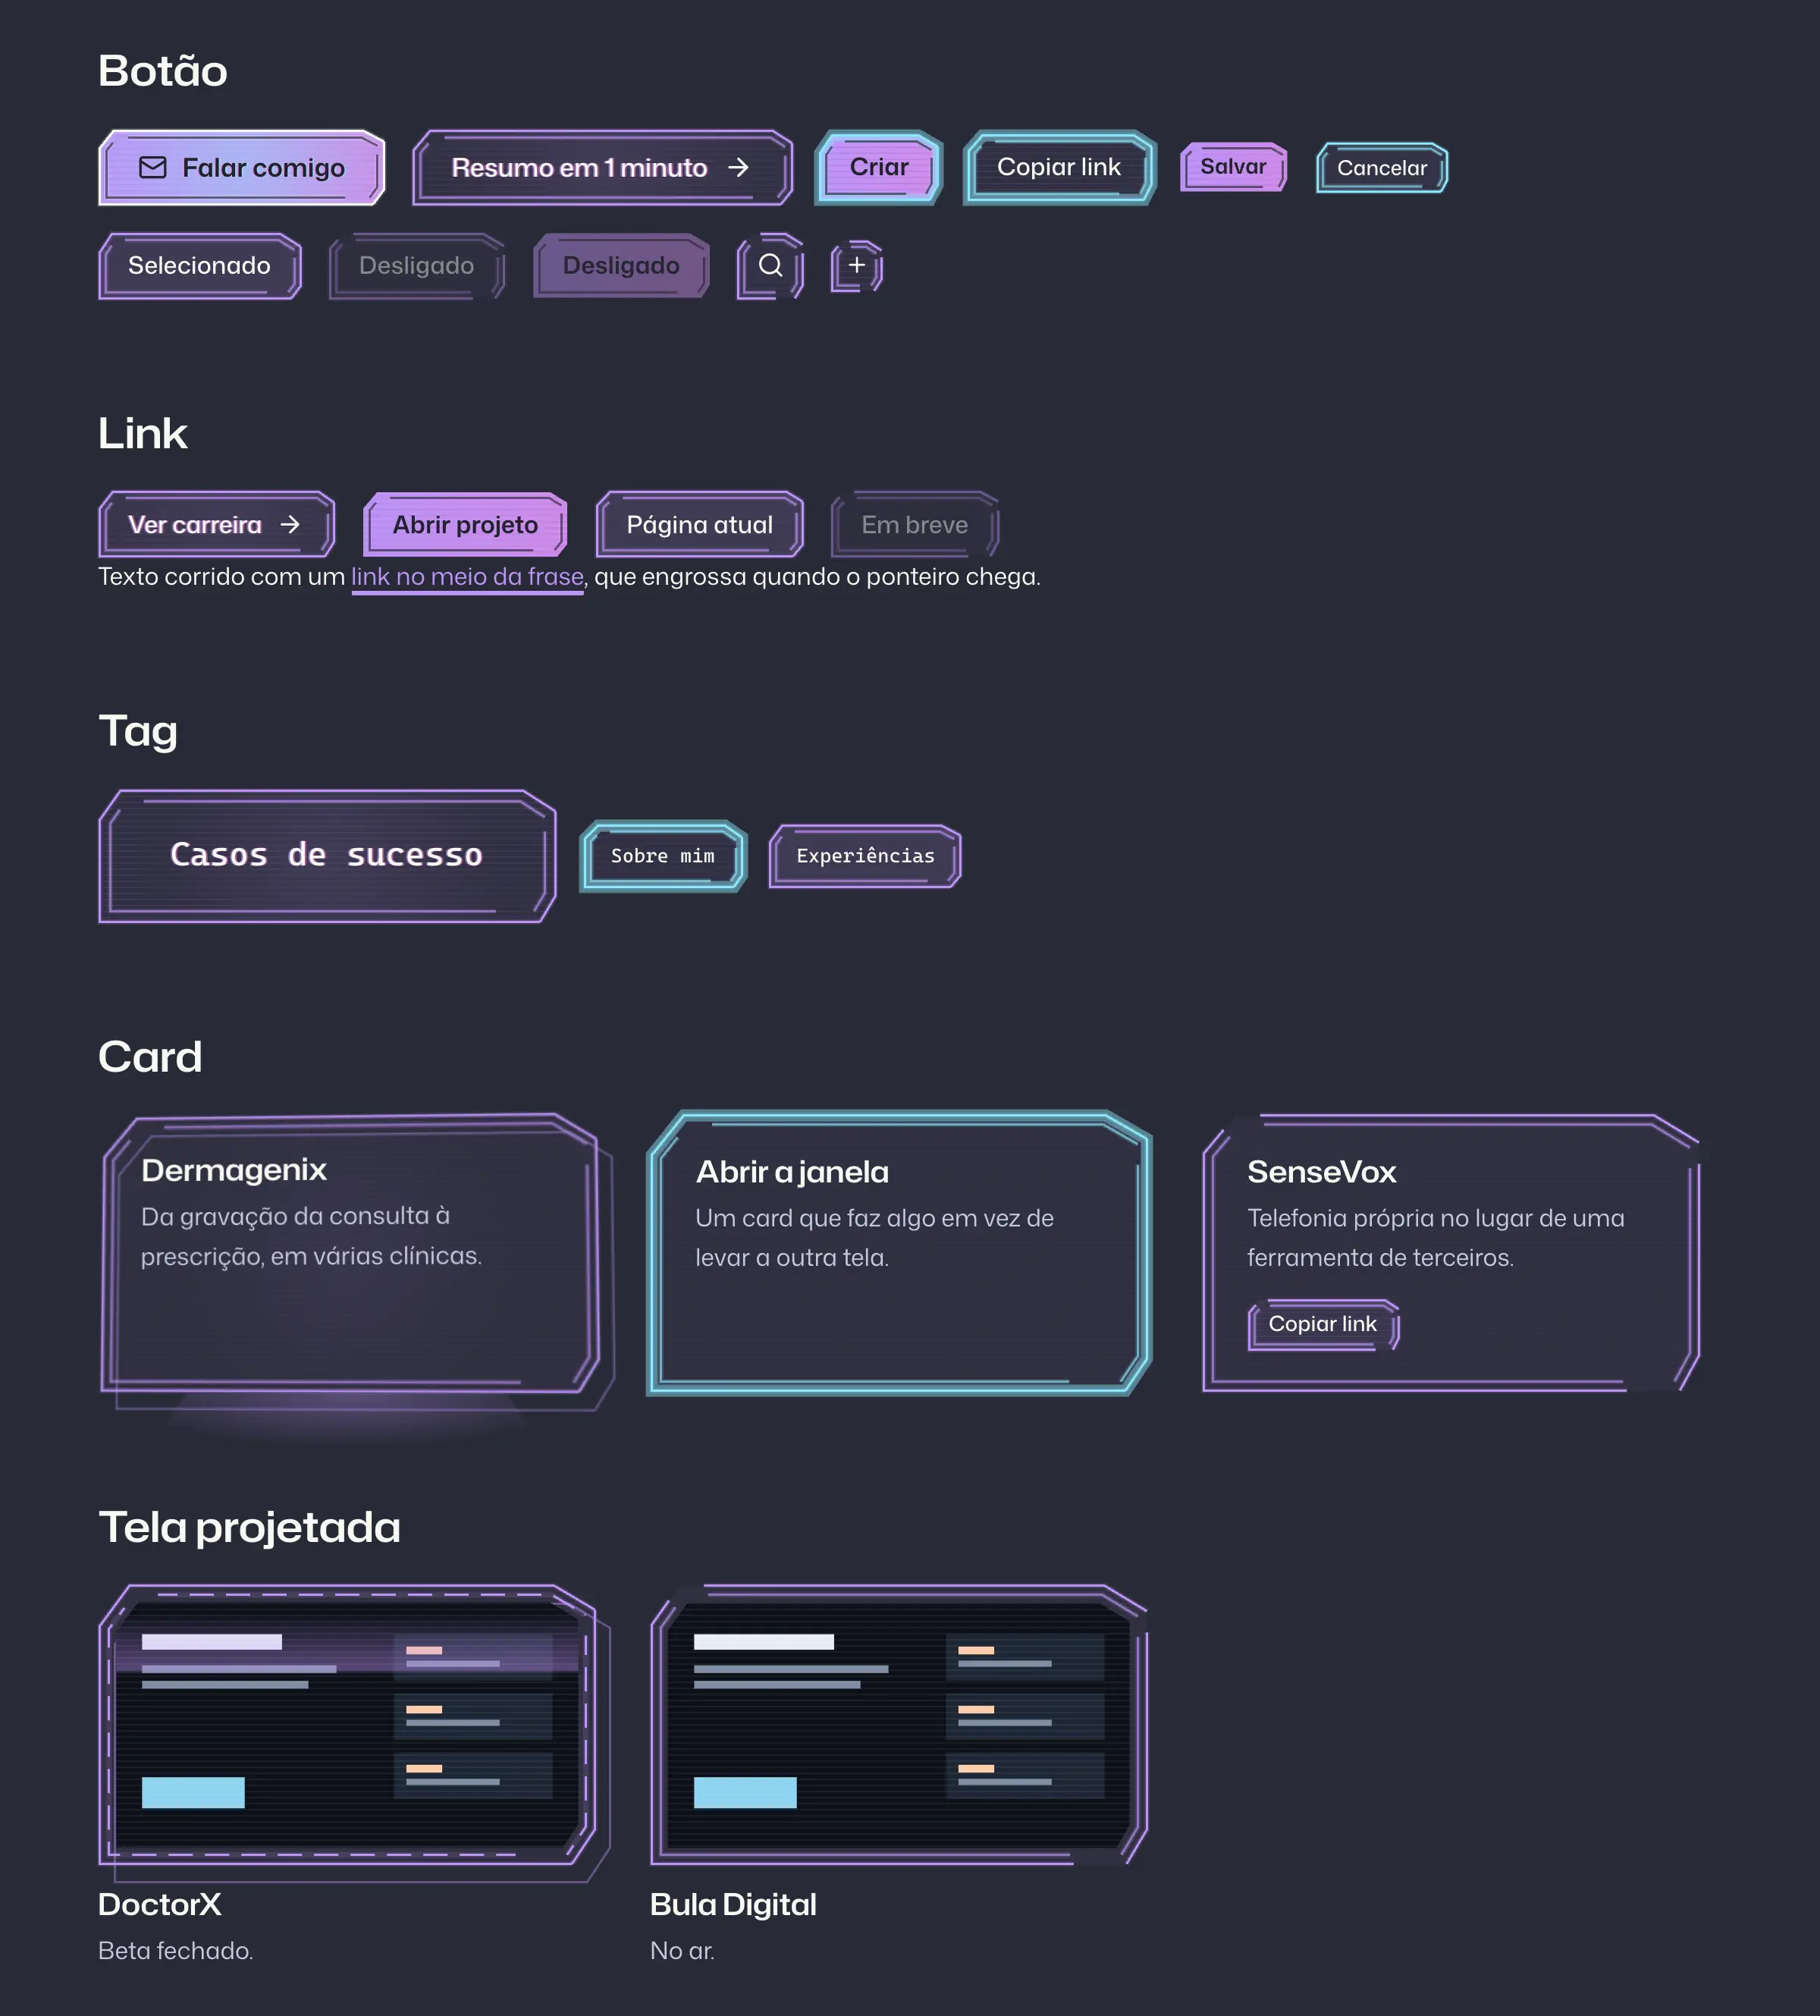 Botão
Falar comigo
Resumo em 1 minuto
Criar
Copiar link
Salvar
Cancelar
Selecionado
Desligado
Desligado
Link
Ver carreira
Abrir projeto
Página atual
Em breve
Texto corrido com um link no meio da frase, que engrossa quando o ponteiro chega.
Tag
Casos de sucesso
Sobre mim
Experiências
Card
Dermagenix
Da gravação da consulta à
prescrição, em várias clínicas.
Abrir a janela
Um card que faz algo em vez de
levar a outra tela.
SenseVox
Telefonia própria no lugar de uma
ferramenta de terceiros.
Copiar link
Tela projetada
DoctorX
Beta fechado.
Bula Digital
No ar.